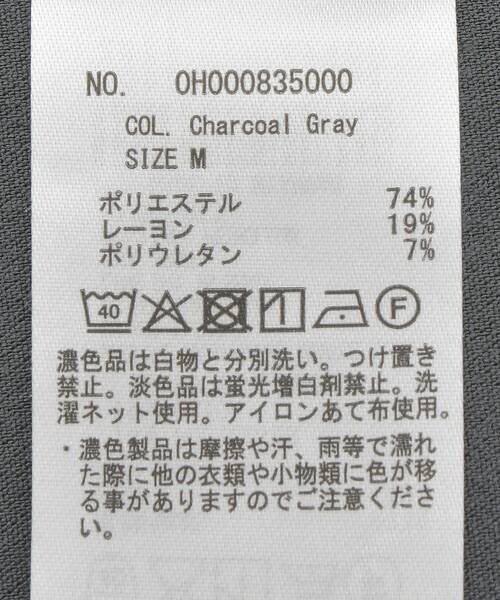 NO. 0H000835000
COL. Charcoal Gray
SIZE M
ポリエステル 74%
レーヨン 19%
ポリウレタン 7%
40 F
濃色品は白物と分別洗い。つけ置き
禁止。淡色品は蛍光増白剤禁止。洗
濯ネット使用。アイロンあて布使用。
・濃色製品は摩擦や汗、雨等で濡れ
た際に他の衣類や小物類に色が移
る事がありますのでご注意くださ
い。